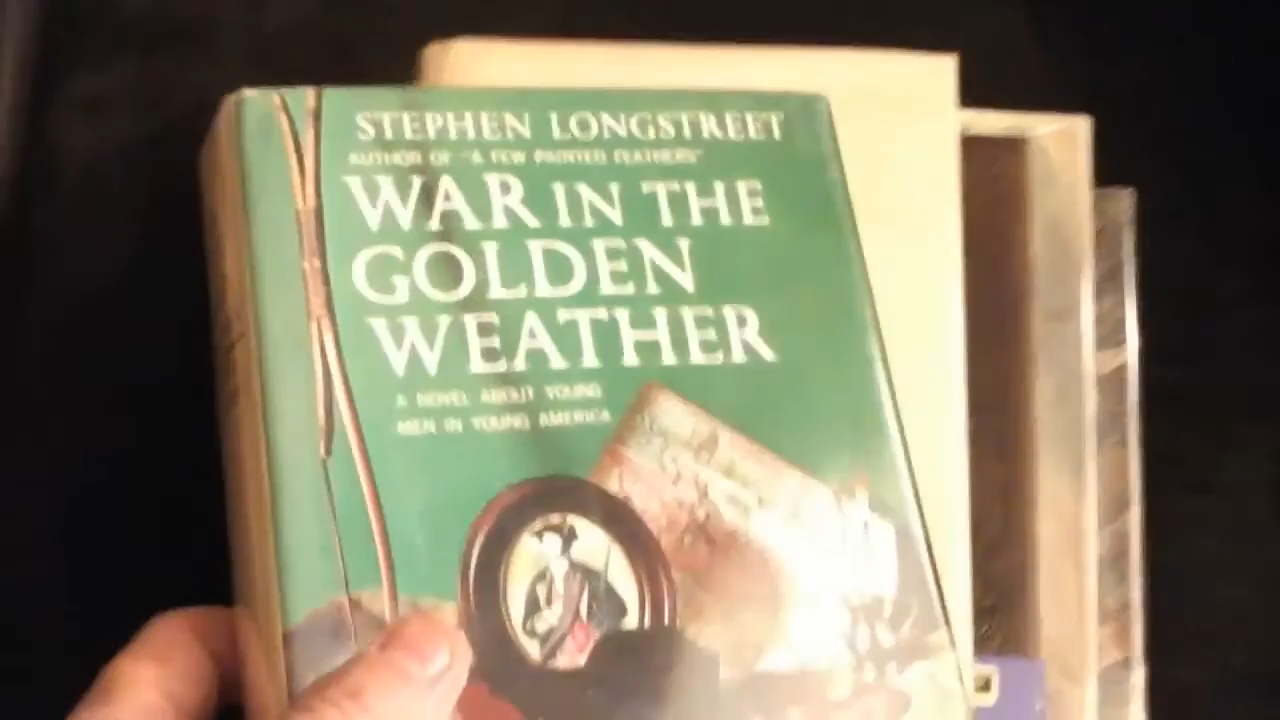 STEPHEN LONGSTREET
AUTHOR OF "A FEW PAINTED FEATHERS"
WAR IN THE
GOLDEN
WEATHER
A NOVEL ABOUT YOUNG
MEN IN YOUNG AMERICA